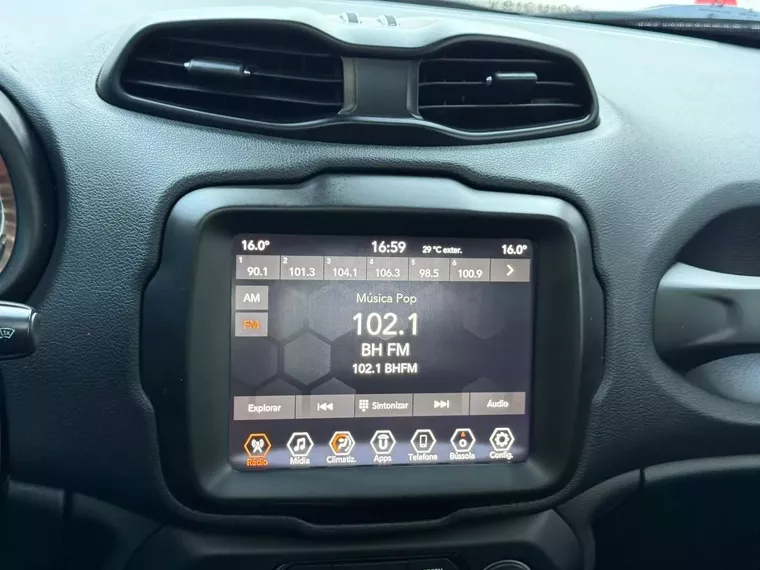 16.0° 16:59 29 °C exter. 16.0°
1 90.1 2 101.3 3 104.1 4 106.3 5 98.5 6 100.9 >
AM
Música Pop
102.1
FM
BH FM
102.1 BHFM
Explorar Sintonizar Áudio
Rádio Mídia Climatiz. Apps Telefone Bússola Config.
1x